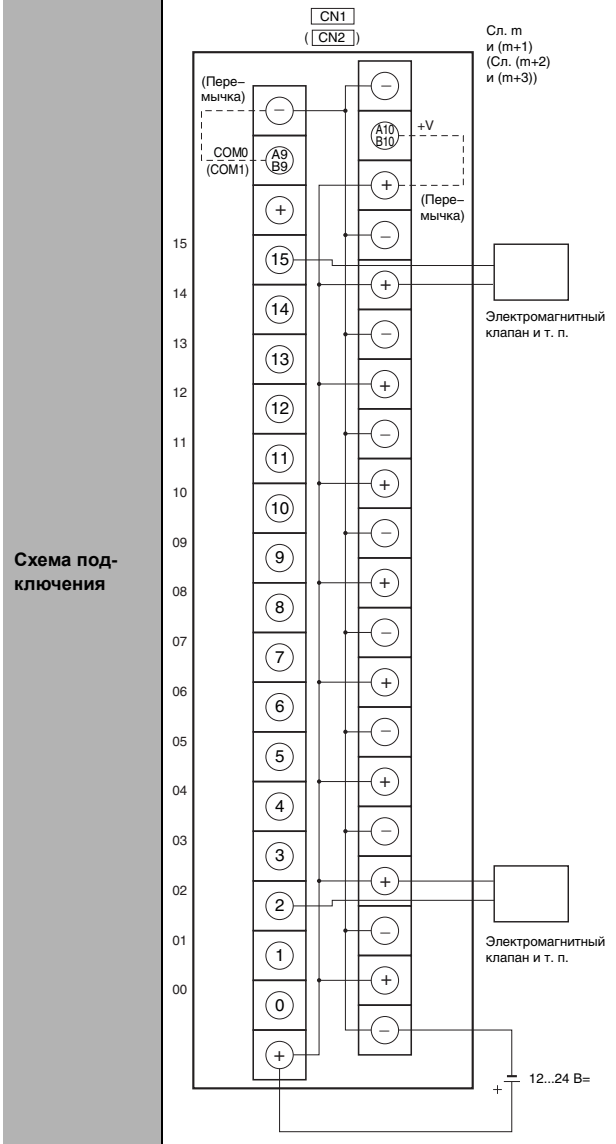 Схема под-
ключения
CN1
( CN2 )
Сл. m
и (m+1)
(Сл. (m+2)
и (m+3))
(Пере–
мычка)
–
–
COM0
(COM1)
A9
B9
A10
B10
+V
+
+
(Пере–
мычка)
–
15
15
+
Электромагнитный
клапан и т. п.
14
14
–
13
13
+
12
12
–
11
11
+
10
10
–
09
9
+
08
8
–
07
7
+
06
6
–
05
5
+
04
4
–
03
3
+
02
2
–
Электромагнитный
клапан и т. п.
01
1
+
00
0
–
+
+
12...24 В=